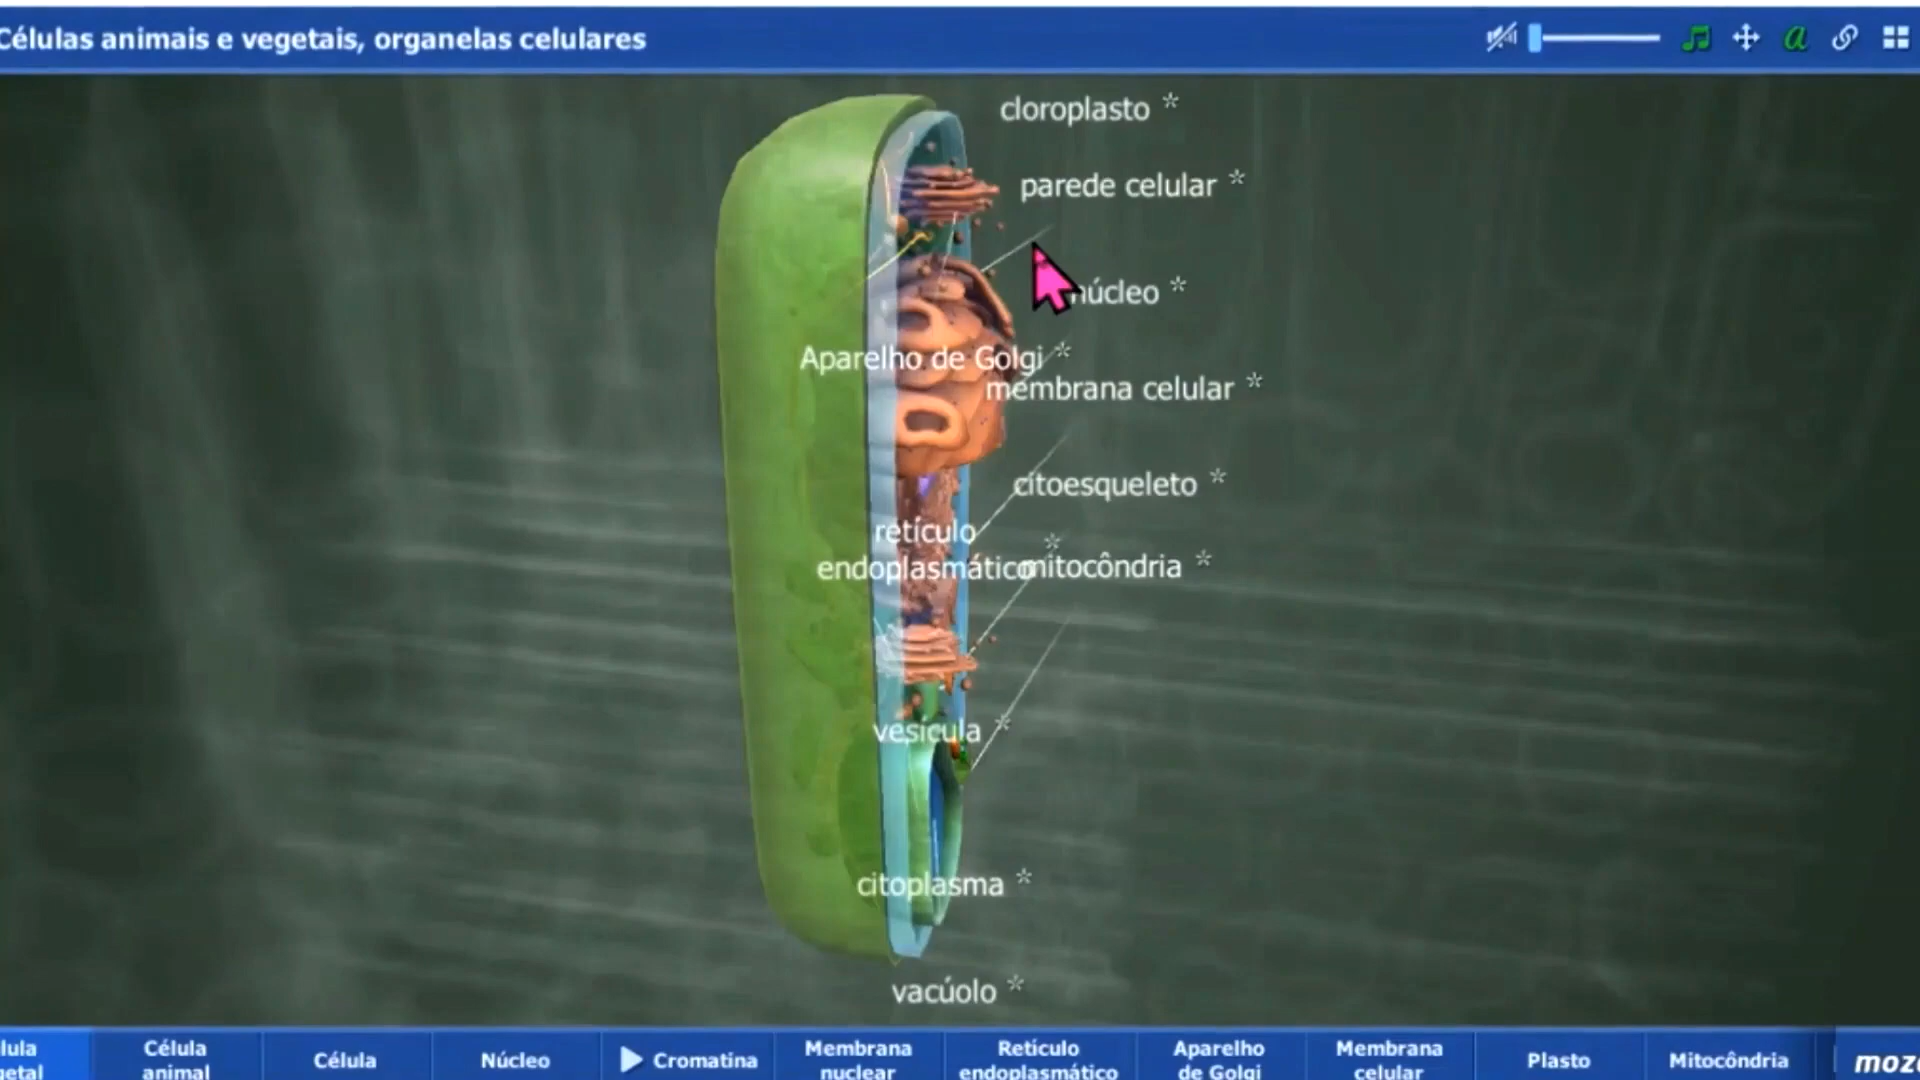 Células animais e vegetais, organelas celulares
cloroplasto *
parede celular *
núcleo *
Aparelho de Golgi *
membrana celular *
citoesqueleto *
retículo
endoplasmático *
mitocôndria *
vesícula *
citoplasma *
vacúolo *
Célula
animal
Célula
Núcleo
Cromatina
Membrana
nuclear
Retículo
endoplasmático
Aparelho
de Golgi
Membrana
celular
Plasto
Mitocôndria